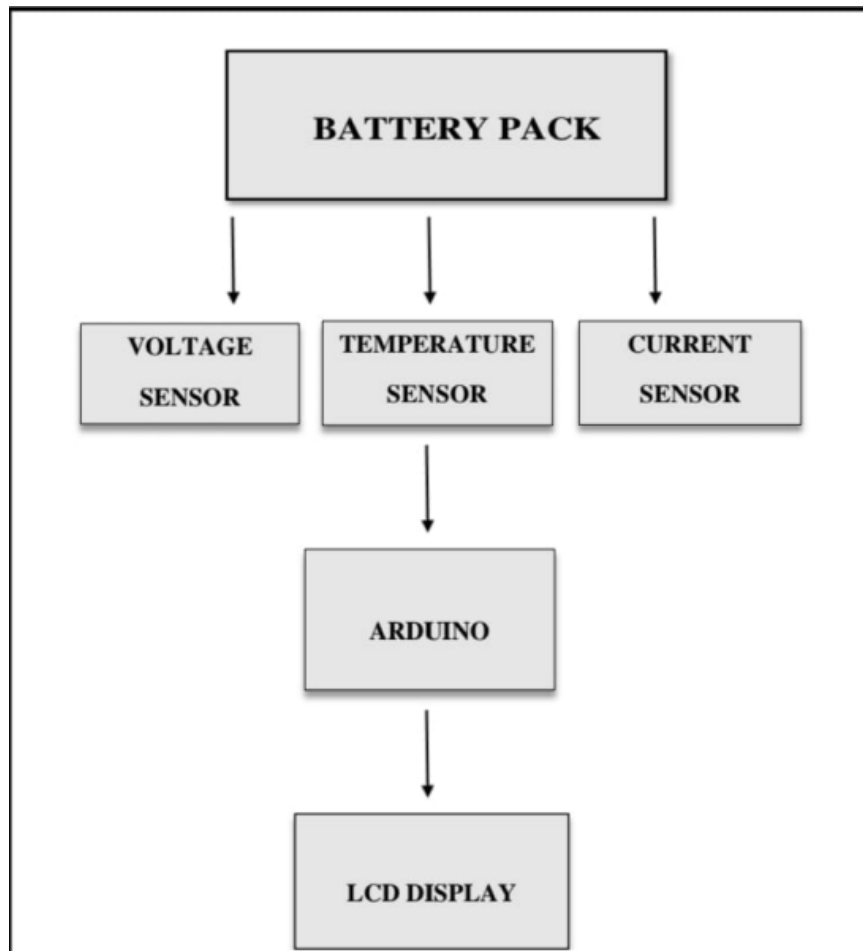 BATTERY PACK
VOLTAGE
SENSOR
TEMPERATURE
SENSOR
CURRENT
SENSOR
ARDUINO
LCD DISPLAY